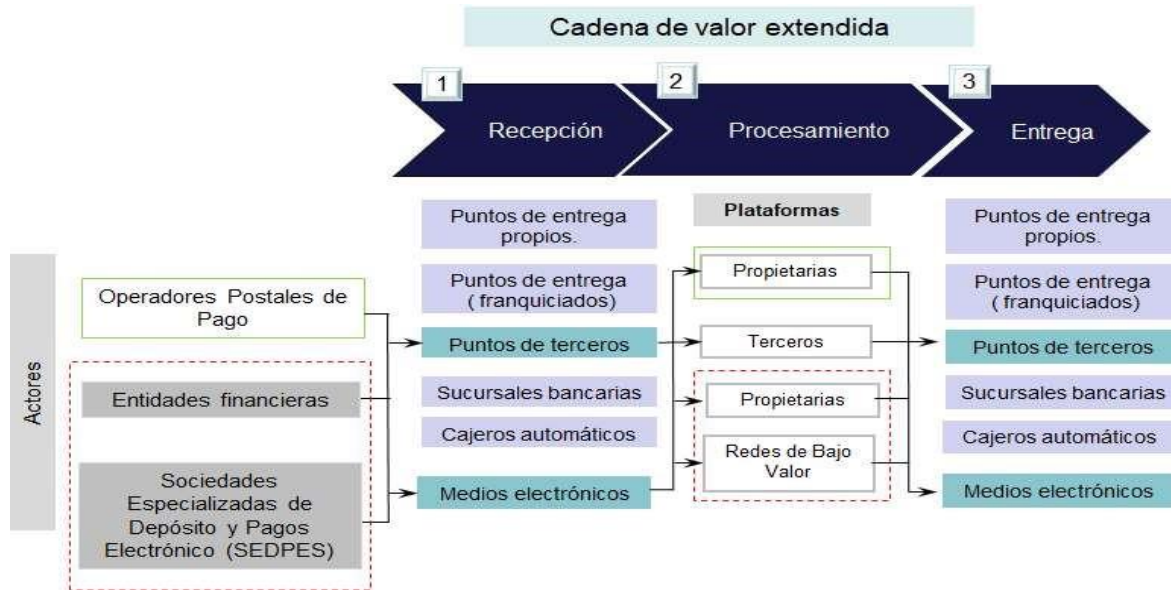 Cadena de valor extendida
1
2
3
Recepción
Procesamiento
Entrega
Actores
Operadores Postales de
Pago
Entidades financieras
Sociedades
Especializadas de
Depósito y Pagos
Electrónico (SEDPES)
Puntos de entrega
propios.
Puntos de entrega
( franquiciados)
Puntos de terceros
Sucursales bancarias
Cajeros automáticos
Medios electrónicos
Plataformas
Propietarias
Terceros
Propietarias
Redes de Bajo
Valor
Puntos de entrega
propios.
Puntos de entrega
( franquiciados)
Puntos de terceros
Sucursales bancarias
Cajeros automáticos
Medios electrónicos